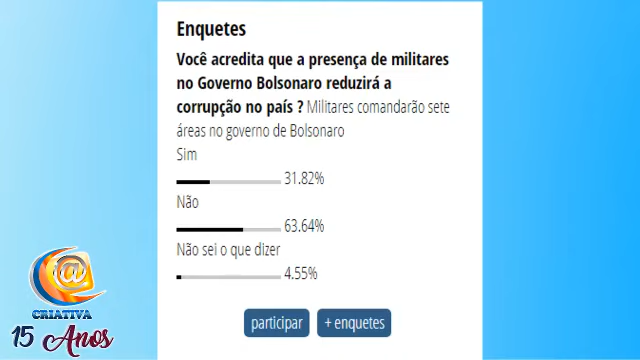 Enquetes
Você acredita que a presença de militares
no Governo Bolsonaro reduzirá a
corrupção no país ? Militares comandarão sete
áreas no governo de Bolsonaro
Sim
31.82%
Não
63.64%
Não sei o que dizer
4.55%
participar + enquetes
@
CRIATIVA
15 Anos